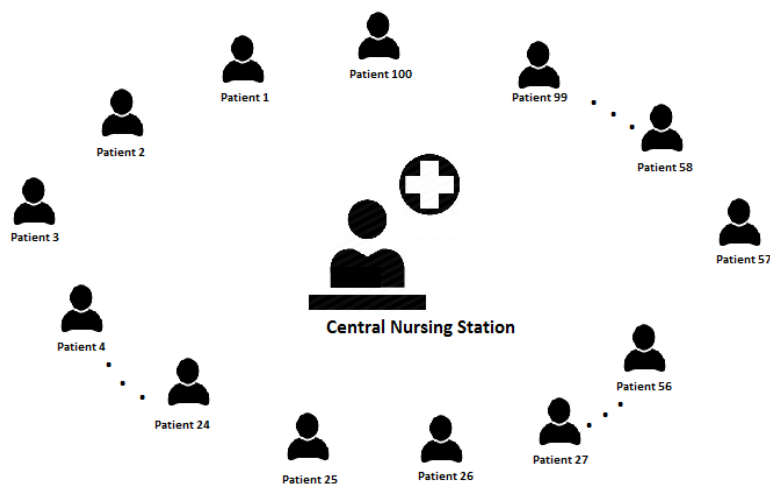 Patient 100
Patient 1
Patient 99
Patient 2
Patient 58
Patient 3
Patient 57
Central Nursing Station
Patient 4
Patient 56
Patient 24
Patient 27
Patient 25
Patient 26